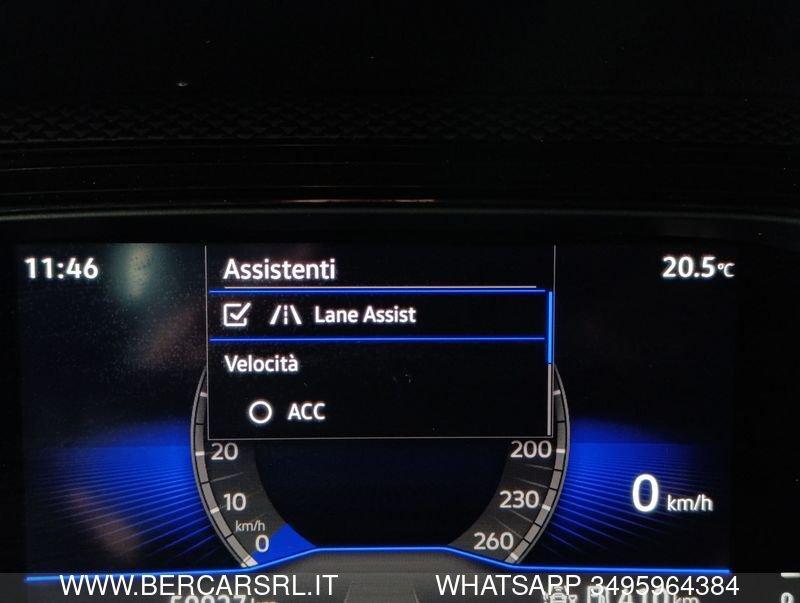 11:46
Assistenti
20.5°C
Lane Assist
Velocità
ACC
20
200
10
230
0 km/h
km/h
0
260
WWW.BERCARSRL.IT
WHATSAPP 3495964384